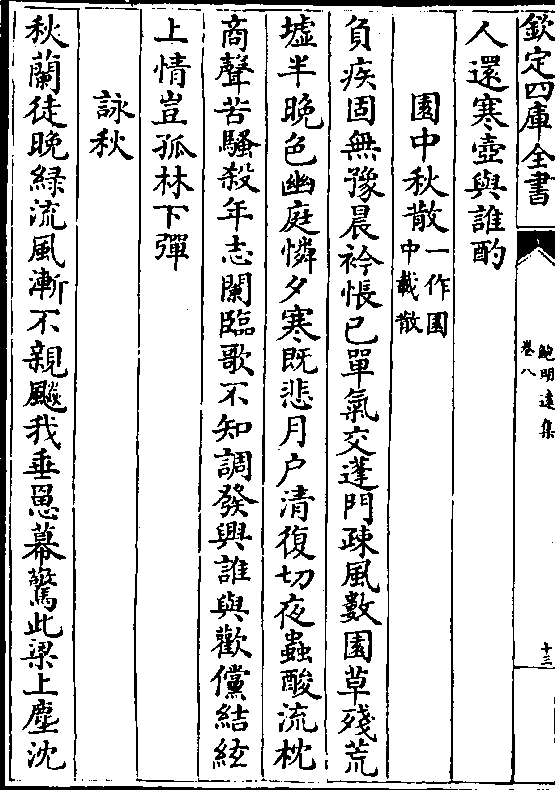 欽定四庫全書
鮑明遠集
卷八
十三
人還寒壺與誰酌
園中秋散一作園中載散
負疾固無豫晨衿悵已單氣交蓬門疎風數園草殘荒
墟半晚色幽庭憐夕寒既悲月户清復切夜蟲酸流枕
商聲苦騷殺年志闌臨歌不知調發興誰與歡儻結絃
上情豈孤林下彈
詠秋
秋蘭徒晚綠流風漸不親飈我垂思幕驚此梁上塵沈